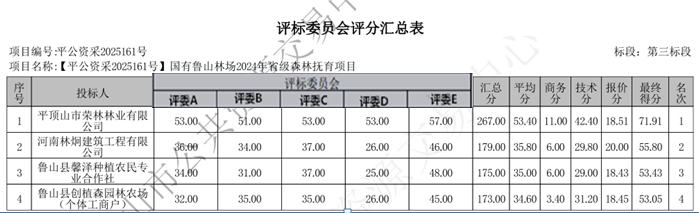 评标委员会评分汇总表
项目编号:平公资采2025161号 标段：第三标段
项目名称:【平公资采2025161号】国有鲁山林场2024年省级森林抚育项目
序号 投标人 评标委员会 汇总分 平均分 商务分 技术分 报价分 最终得分 名次
评委A 评委B 评委C 评委D 评委E
1 平顶山市荣林林业有限公司 53.00 51.00 53.00 53.00 57.00 267.00 53.40 11.00 42.40 18.51 71.91 1
2 河南林炯建筑工程有限公司 36.00 34.00 37.00 26.00 46.00 179.00 35.80 6.00 29.80 20.00 55.80 2
3 鲁山县馨泽种植农民专业合作社 34.00 31.00 37.00 25.00 48.00 175.00 35.00 6.00 29.00 18.43 53.43 3
4 鲁山县创植森园林农场（个体工商户） 32.00 35.00 35.00 26.00 45.00 173.00 34.60 3.40 31.20 18.45 53.05 4